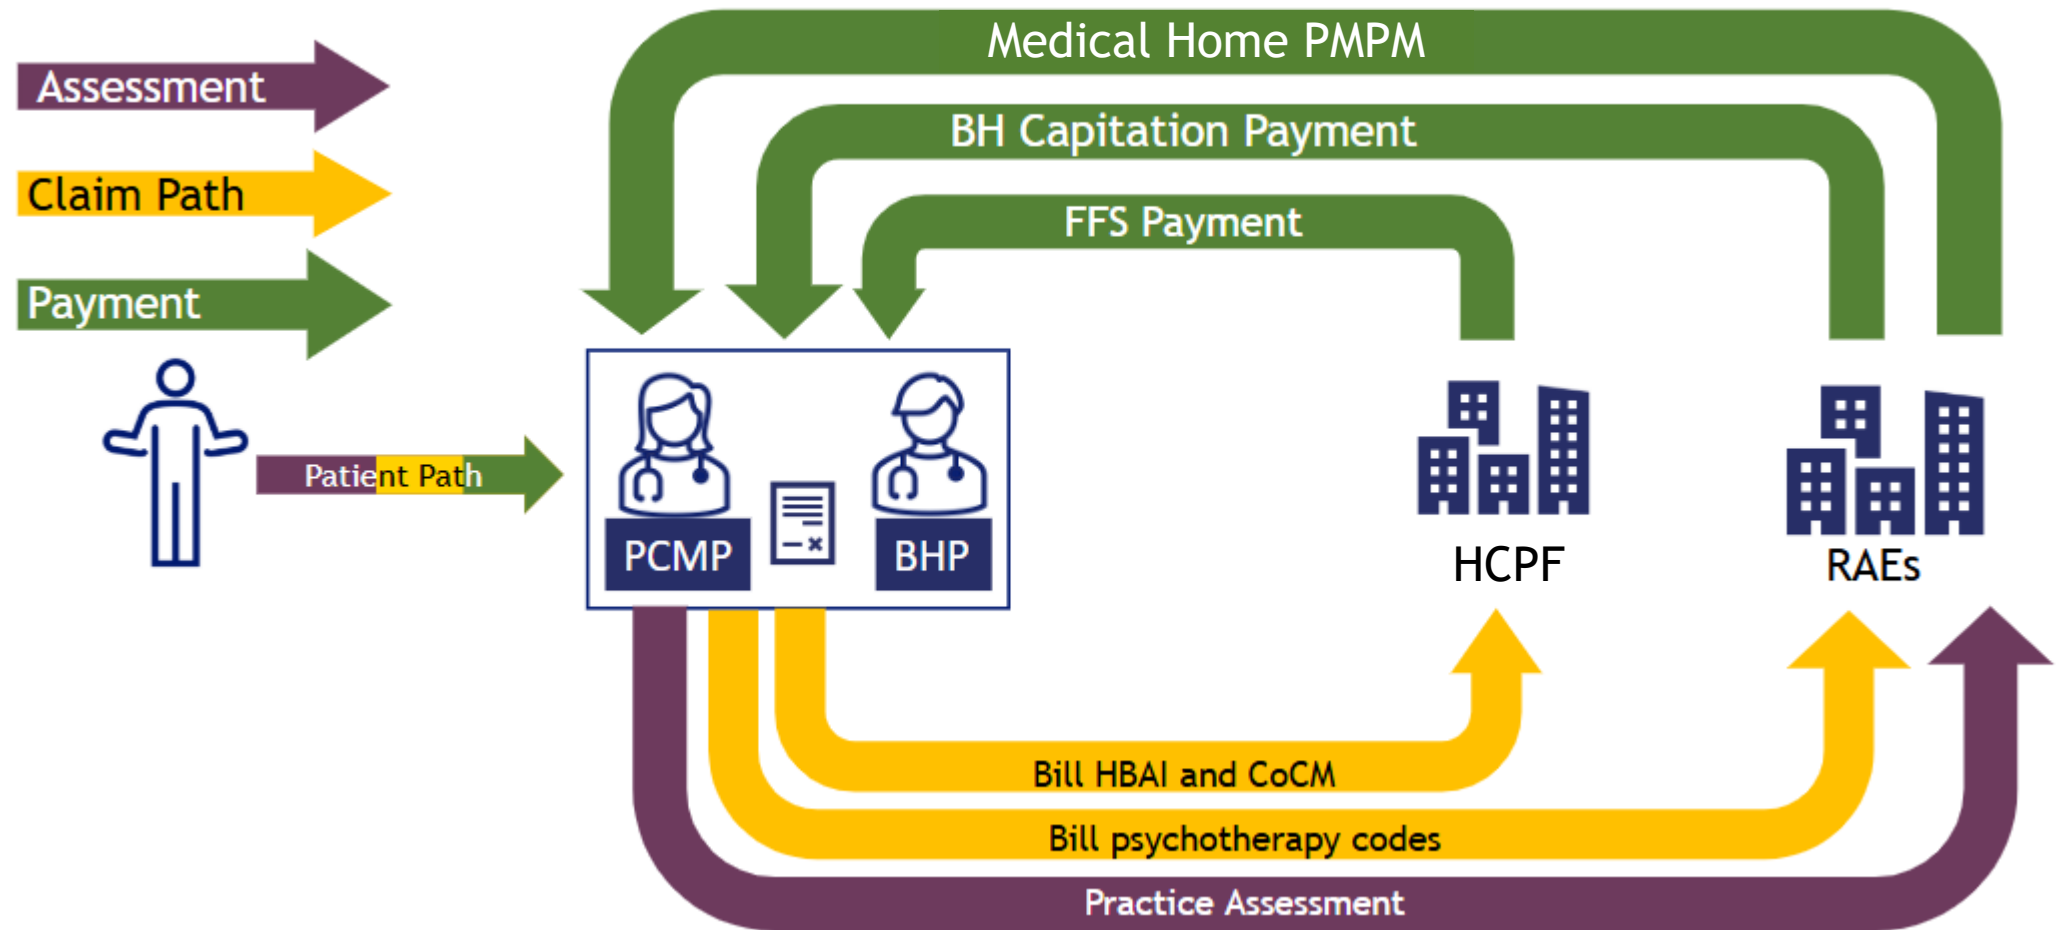 Medical Home PMPM
Assessment
BH Capitation Payment
Claim Path
FFS Payment
Payment
Patient Path
PCMP
BHP
HCPF
RAEs
Bill HBAI and CoCM
Bill psychotherapy codes
Practice Assessment